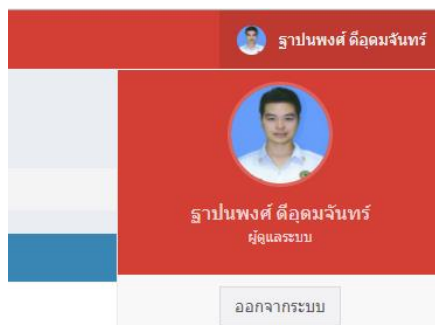 ฐาปนพงศ์ ดีอุดมจันทร์
ฐาปนพงศ์ ดีอุดมจันทร์
ผู้ดูแลระบบ
ออกจากระบบ